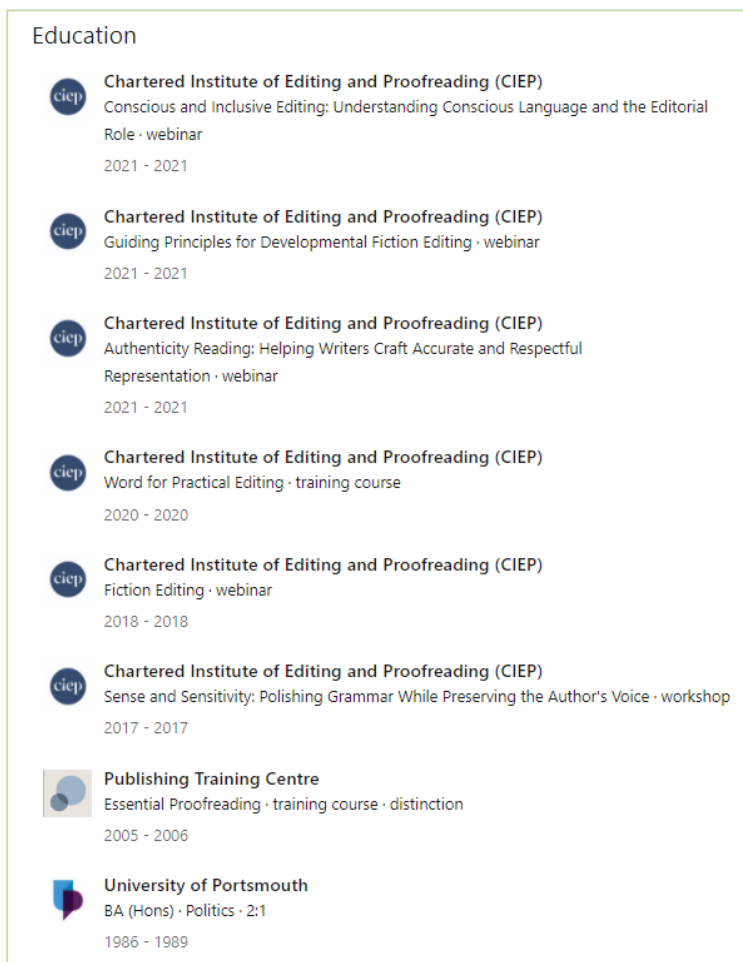 Education
ciep
Chartered Institute of Editing and Proofreading (CIEP)
Conscious and Inclusive Editing: Understanding Conscious Language and the Editorial
Role · webinar
2021 - 2021
ciep
Chartered Institute of Editing and Proofreading (CIEP)
Guiding Principles for Developmental Fiction Editing · webinar
2021 - 2021
ciep
Chartered Institute of Editing and Proofreading (CIEP)
Authenticity Reading: Helping Writers Craft Accurate and Respectful
Representation · webinar
2021 - 2021
ciep
Chartered Institute of Editing and Proofreading (CIEP)
Word for Practical Editing · training course
2020 - 2020
ciep
Chartered Institute of Editing and Proofreading (CIEP)
Fiction Editing · webinar
2018 - 2018
ciep
Chartered Institute of Editing and Proofreading (CIEP)
Sense and Sensitivity: Polishing Grammar While Preserving the Author's Voice · workshop
2017 - 2017
Publishing Training Centre
Essential Proofreading · training course · distinction
2005 - 2006
University of Portsmouth
BA (Hons) · Politics · 2:1
1986 - 1989